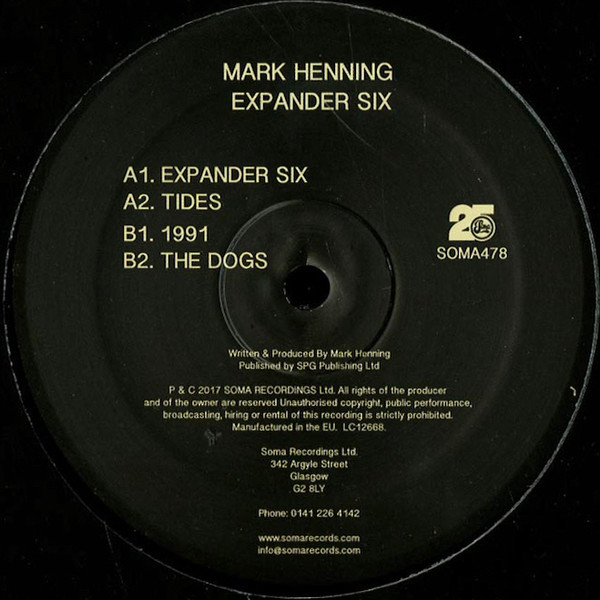 MARK HENNING
EXPANDER SIX
A1. EXPANDER SIX
A2. TIDES
B1. 1991
B2. THE DOGS
25
SOMA478
Written & Produced By Mark Henning
Published by SPG Publishing Ltd
P & C 2017 SOMA RECORDINGS Ltd. All rights of the producer
and of the owner are reserved Unauthorised copyright, public performance,
broadcasting, hiring or rental of this recording is strictly prohibited.
Manufactured in the EU. LC12668.
Soma Recordings Ltd.
342 Argyle Street
Glasgow
G2 8LY
Phone: 0141 226 4142
www.somarecords.com
info@somarecords.com